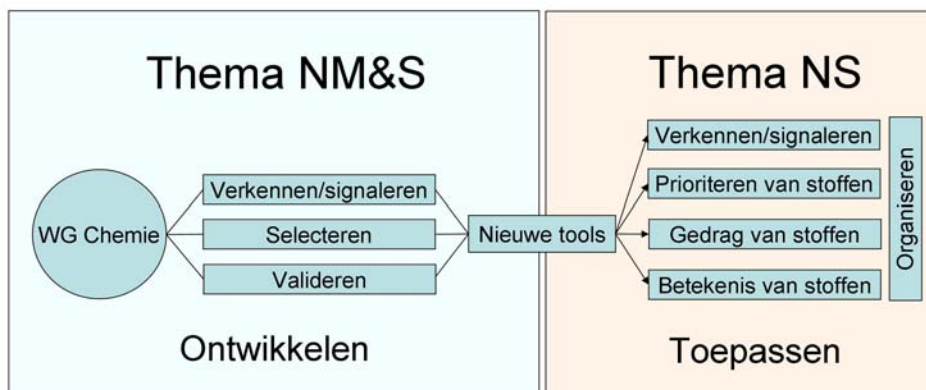 Thema NM&S
WG Chemie
Verkennen/signaleren
Selecteren
Valideren
Nieuwe tools
Ontwikkelen
Thema NS
Verkennen/signaleren
Prioriteren van stoffen
Gedrag van stoffen
Betekenis van stoffen
Organiseren
Toepassen